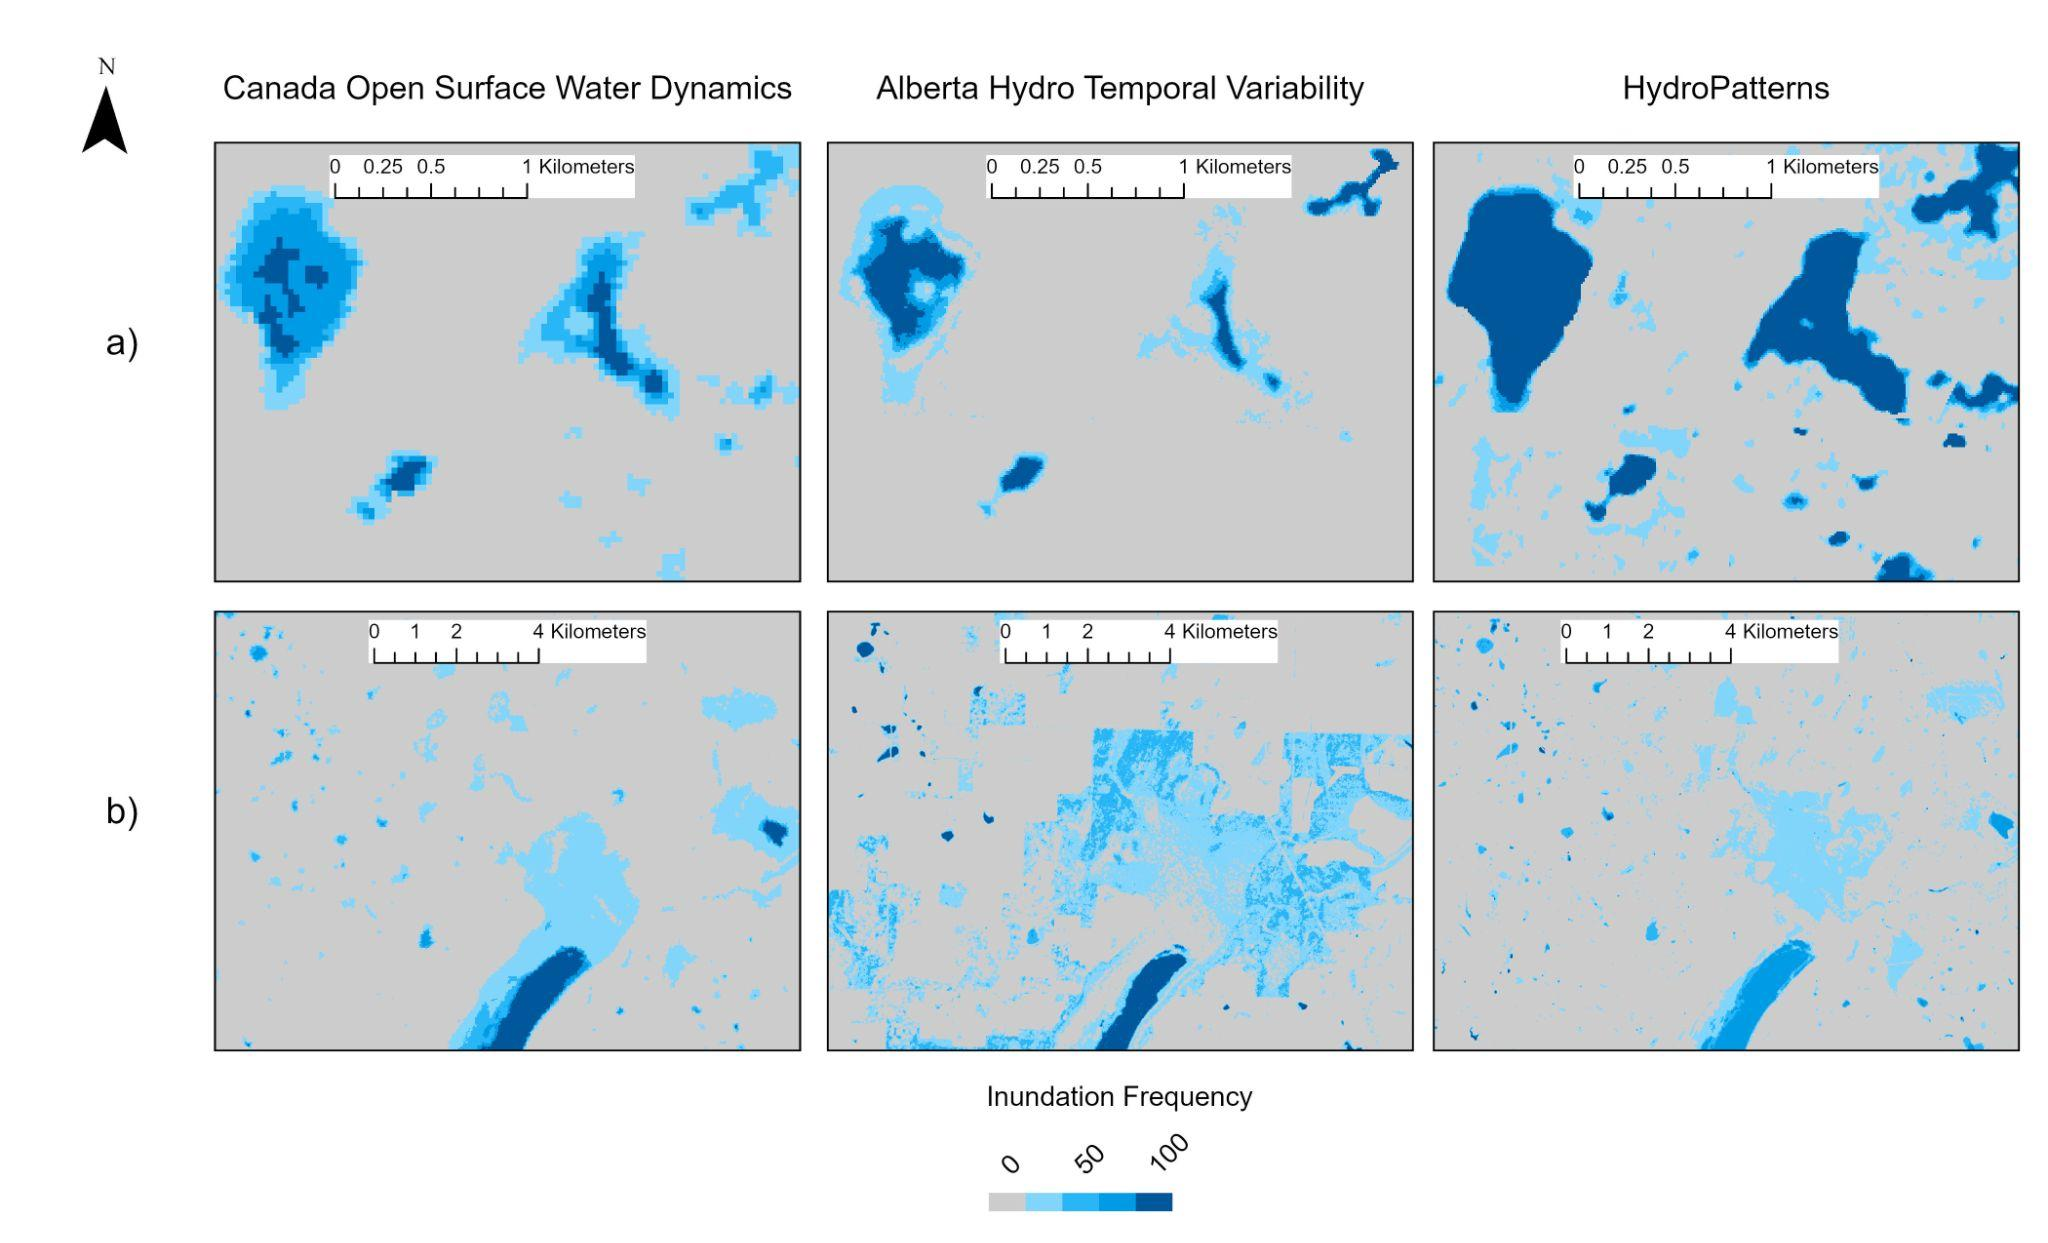 N
Canada Open Surface Water Dynamics
Alberta Hydro Temporal Variability
HydroPatterns
a)
0 0.25 0.5 1 Kilometers
0 0.25 0.5 1 Kilometers
0 0.25 0.5 1 Kilometers
b)
0 1 2 4 Kilometers
0 1 2 4 Kilometers
0 1 2 4 Kilometers
Inundation Frequency
0 50 100